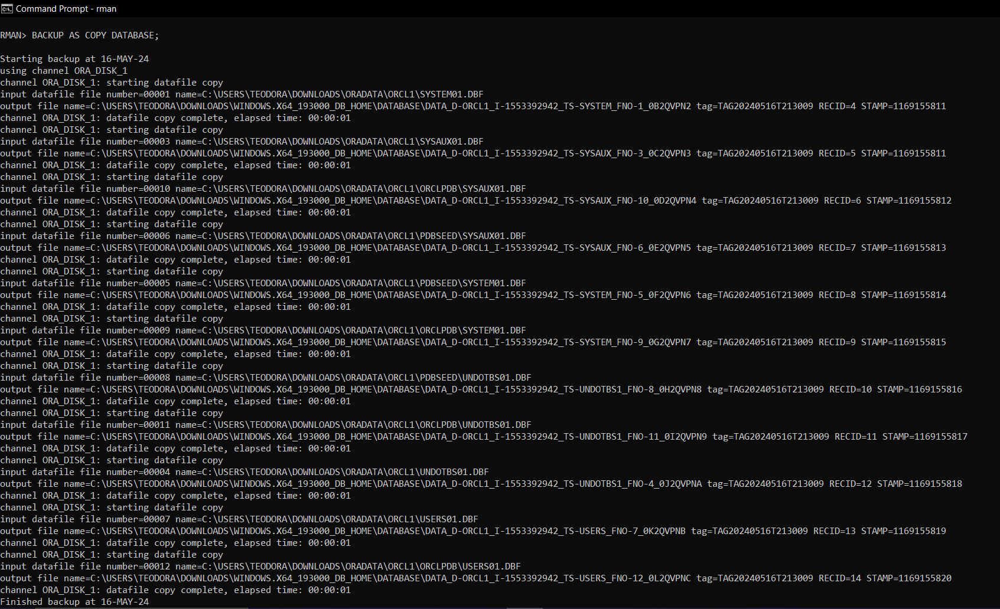 Command Prompt - rman
RMAN> BACKUP AS COPY DATABASE;
Starting backup at 16-MAY-24
using channel ORA_DISK_1
channel ORA_DISK_1: starting datafile copy
input datafile file number=00001 name=C:\USERS\TEODORA\DOWNLOADS\ORADATA\ORCL1\SYSTEM01.DBF
output file name=C:\USERS\TEODORA\DOWNLOADS\WINDOWS.X64_193000_DB_HOME\DATABASE\DATA_D-ORCL1_I-1553392942_TS-SYSTEM_FNO-1_0B2QVPN2 tag=TAG20240516T213009 RECID=4 STAMP=1169155811
channel ORA_DISK_1: datafile copy complete, elapsed time: 00:00:01
channel ORA_DISK_1: starting datafile copy
input datafile file number=00003 name=C:\USERS\TEODORA\DOWNLOADS\ORADATA\ORCL1\SYSAUX01.DBF
output file name=C:\USERS\TEODORA\DOWNLOADS\WINDOWS.X64_193000_DB_HOME\DATABASE\DATA_D-ORCL1_I-1553392942_TS-SYSAUX_FNO-3_0C2QVPN3 tag=TAG20240516T213009 RECID=5 STAMP=1169155811
channel ORA_DISK_1: datafile copy complete, elapsed time: 00:00:01
channel ORA_DISK_1: starting datafile copy
input datafile file number=00010 name=C:\USERS\TEODORA\DOWNLOADS\ORADATA\ORCL1\ORCLPDB\SYSAUX01.DBF
output file name=C:\USERS\TEODORA\DOWNLOADS\WINDOWS.X64_193000_DB_HOME\DATABASE\DATA_D-ORCL1_I-1553392942_TS-SYSAUX_FNO-10_0D2QVPN4 tag=TAG20240516T213009 RECID=6 STAMP=1169155812
channel ORA_DISK_1: datafile copy complete, elapsed time: 00:00:01
channel ORA_DISK_1: starting datafile copy
input datafile file number=00006 name=C:\USERS\TEODORA\DOWNLOADS\ORADATA\ORCL1\PDBSEED\SYSAUX01.DBF
output file name=C:\USERS\TEODORA\DOWNLOADS\WINDOWS.X64_193000_DB_HOME\DATABASE\DATA_D-ORCL1_I-1553392942_TS-SYSAUX_FNO-6_0E2QVPN5 tag=TAG20240516T213009 RECID=7 STAMP=1169155813
channel ORA_DISK_1: datafile copy complete, elapsed time: 00:00:01
channel ORA_DISK_1: starting datafile copy
input datafile file number=00005 name=C:\USERS\TEODORA\DOWNLOADS\ORADATA\ORCL1\PDBSEED\SYSTEM01.DBF
output file name=C:\USERS\TEODORA\DOWNLOADS\WINDOWS.X64_193000_DB_HOME\DATABASE\DATA_D-ORCL1_I-1553392942_TS-SYSTEM_FNO-5_0F2QVPN6 tag=TAG20240516T213009 RECID=8 STAMP=1169155814
channel ORA_DISK_1: datafile copy complete, elapsed time: 00:00:01
channel ORA_DISK_1: starting datafile copy
input datafile file number=00009 name=C:\USERS\TEODORA\DOWNLOADS\ORADATA\ORCL1\ORCLPDB\SYSTEM01.DBF
output file name=C:\USERS\TEODORA\DOWNLOADS\WINDOWS.X64_193000_DB_HOME\DATABASE\DATA_D-ORCL1_I-1553392942_TS-SYSTEM_FNO-9_0G2QVPN7 tag=TAG20240516T213009 RECID=9 STAMP=1169155815
channel ORA_DISK_1: datafile copy complete, elapsed time: 00:00:01
channel ORA_DISK_1: starting datafile copy
input datafile file number=00008 name=C:\USERS\TEODORA\DOWNLOADS\ORADATA\ORCL1\PDBSEED\UNDOTBS01.DBF
output file name=C:\USERS\TEODORA\DOWNLOADS\WINDOWS.X64_193000_DB_HOME\DATABASE\DATA_D-ORCL1_I-1553392942_TS-UNDOTBS1_FNO-8_0H2QVPN8 tag=TAG20240516T213009 RECID=10 STAMP=1169155816
channel ORA_DISK_1: datafile copy complete, elapsed time: 00:00:01
channel ORA_DISK_1: starting datafile copy
input datafile file number=00011 name=C:\USERS\TEODORA\DOWNLOADS\ORADATA\ORCL1\ORCLPDB\UNDOTBS01.DBF
output file name=C:\USERS\TEODORA\DOWNLOADS\WINDOWS.X64_193000_DB_HOME\DATABASE\DATA_D-ORCL1_I-1553392942_TS-UNDOTBS1_FNO-11_0I2QVPN9 tag=TAG20240516T213009 RECID=11 STAMP=1169155817
channel ORA_DISK_1: datafile copy complete, elapsed time: 00:00:01
channel ORA_DISK_1: starting datafile copy
input datafile file number=00004 name=C:\USERS\TEODORA\DOWNLOADS\ORADATA\ORCL1\UNDOTBS01.DBF
output file name=C:\USERS\TEODORA\DOWNLOADS\WINDOWS.X64_193000_DB_HOME\DATABASE\DATA_D-ORCL1_I-1553392942_TS-UNDOTBS1_FNO-4_0J2QVPNA tag=TAG20240516T213009 RECID=12 STAMP=1169155818
channel ORA_DISK_1: datafile copy complete, elapsed time: 00:00:01
channel ORA_DISK_1: starting datafile copy
input datafile file number=00007 name=C:\USERS\TEODORA\DOWNLOADS\ORADATA\ORCL1\USERS01.DBF
output file name=C:\USERS\TEODORA\DOWNLOADS\WINDOWS.X64_193000_DB_HOME\DATABASE\DATA_D-ORCL1_I-1553392942_TS-USERS_FNO-7_0K2QVPNB tag=TAG20240516T213009 RECID=13 STAMP=1169155819
channel ORA_DISK_1: datafile copy complete, elapsed time: 00:00:01
channel ORA_DISK_1: starting datafile copy
input datafile file number=00012 name=C:\USERS\TEODORA\DOWNLOADS\ORADATA\ORCL1\ORCLPDB\USERS01.DBF
output file name=C:\USERS\TEODORA\DOWNLOADS\WINDOWS.X64_193000_DB_HOME\DATABASE\DATA_D-ORCL1_I-1553392942_TS-USERS_FNO-12_0L2QVPNC tag=TAG20240516T213009 RECID=14 STAMP=1169155820
channel ORA_DISK_1: datafile copy complete, elapsed time: 00:00:01
Finished backup at 16-MAY-24